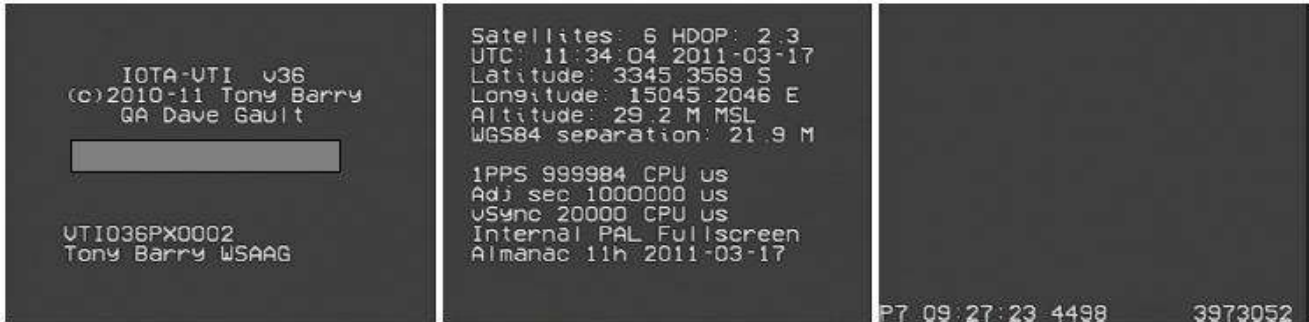 IOTA-VTI v36
(c)2010-11 Tony Barry
QA Dave Gault
VTI036PX0002
Tony Barry WSAAG
Satellites: 6 HDOP: 2.3
UTC: 11:34:04 2011-03-17
Latitude: 3345.3569 S
Longitude: 15045.2046 E
Altitude: 29.2 M MSL
WGS84 separation: 21.9 M
1PPS 999984 CPU us
Adj sec 1000000 us
vSync 20000 CPU us
Internal PAL Fullscreen
Almanac 11h 2011-03-17
P7 09:27:23 4498 3973052